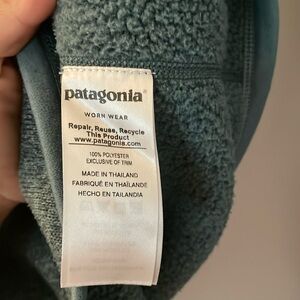 patagonia®
WORN WEAR
Repair, Reuse, Recycle
This Product
www.patagonia.com
100% POLYESTER
EXCLUSIVE OF TRIM
MADE IN THAILAND
FABRIQUÉ EN THAÏLANDE
HECHO EN TAILANDIA